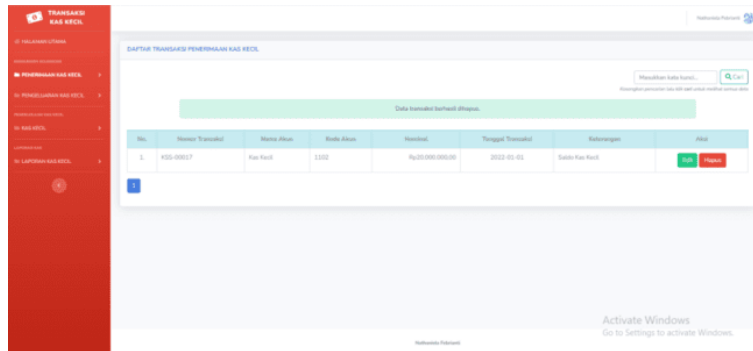 TRANSAKSI
KAS KECIL
HALAMAN UTAMA
PENERIMAAN KAS KECIL
PENGELUARAN KAS KECIL
KAS KECIL
LAPORAN KAS KECIL
DAFTAR TRANSAKSI PENERIMAAN KAS KECIL
Masukkan kata kunci...
Cari
Data transaksi berhasil dihapus.
No. Nomor Transaksi Nama Akun Kode Akun Nominal Tanggal Transaksi Keterangan Aksi
1. KSS-00017 Kas Kecil 1102 Rp20.000.000,00 2022-01-01 Saldo Kas Kecil Edit Hapus
1
Activate Windows
Go to Settings to activate Windows.